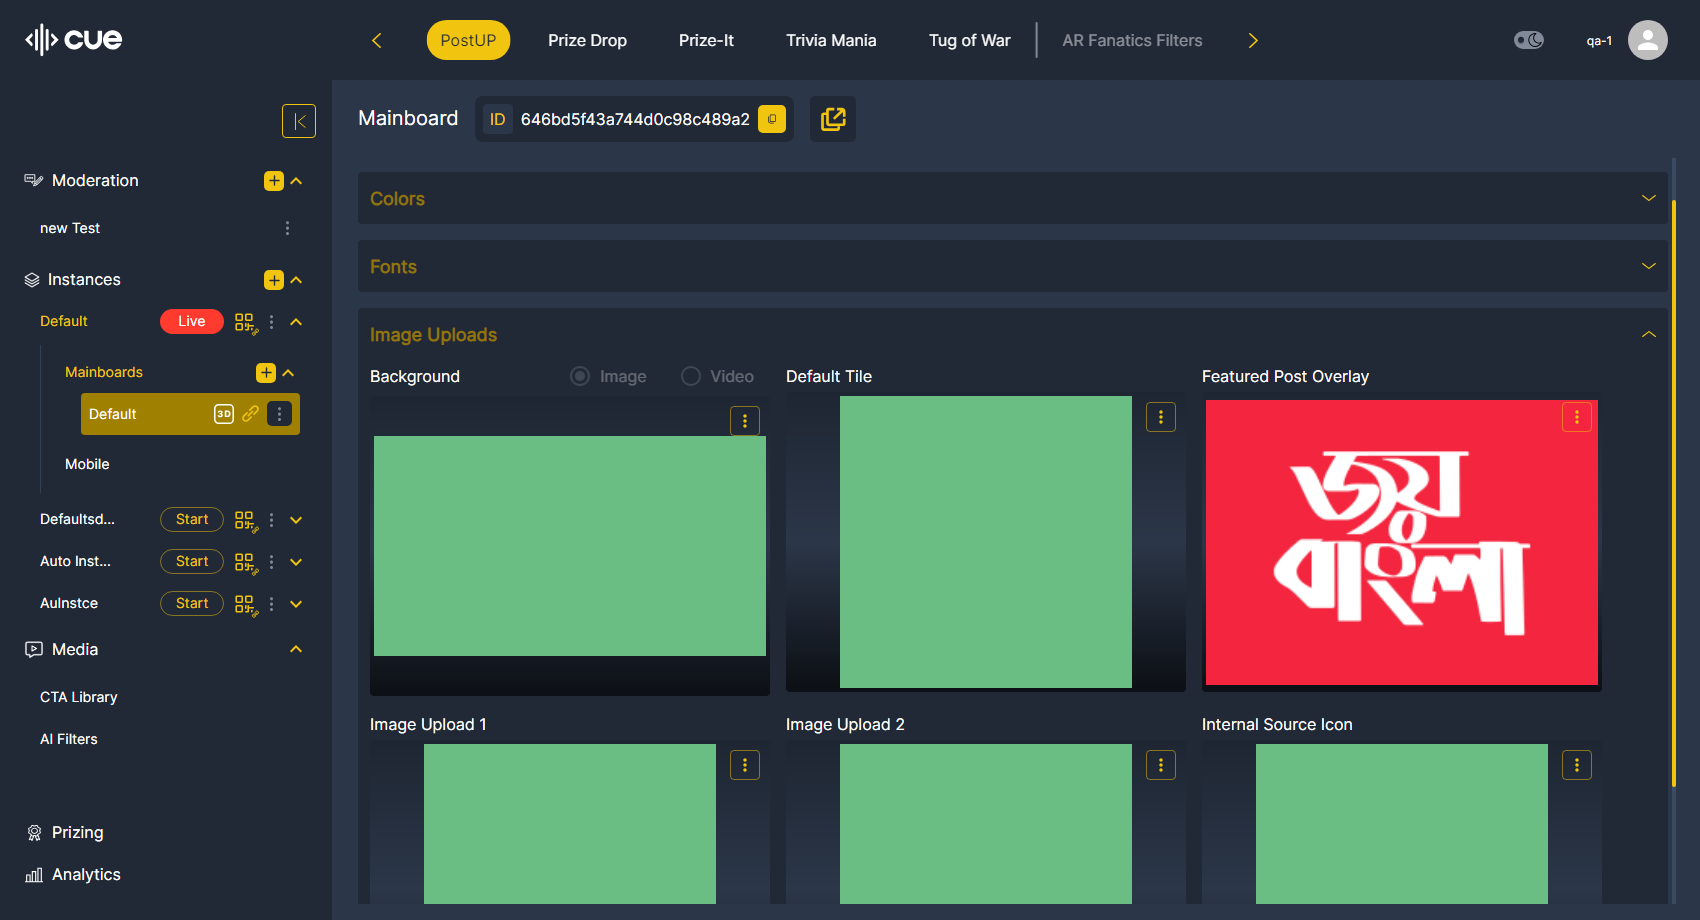 cue
PostUP
Prize Drop
Prize-It
Trivia Mania
Tug of War
AR Fanatics Filters
qa-1
Mainboard
ID
646bd5f43a744d0c98c489a2
Moderation
new Test
Instances
Default
Live
Mainboards
Default
3D
Mobile
Defaultsd...
Start
Auto Inst...
Start
AuInstce
Start
Media
CTA Library
AI Filters
Prizing
Analytics
Colors
Fonts
Image Uploads
Background
Image
Video
Default Tile
Featured Post Overlay
জয়
বাংলা
Image Upload 1
Image Upload 2
Internal Source Icon